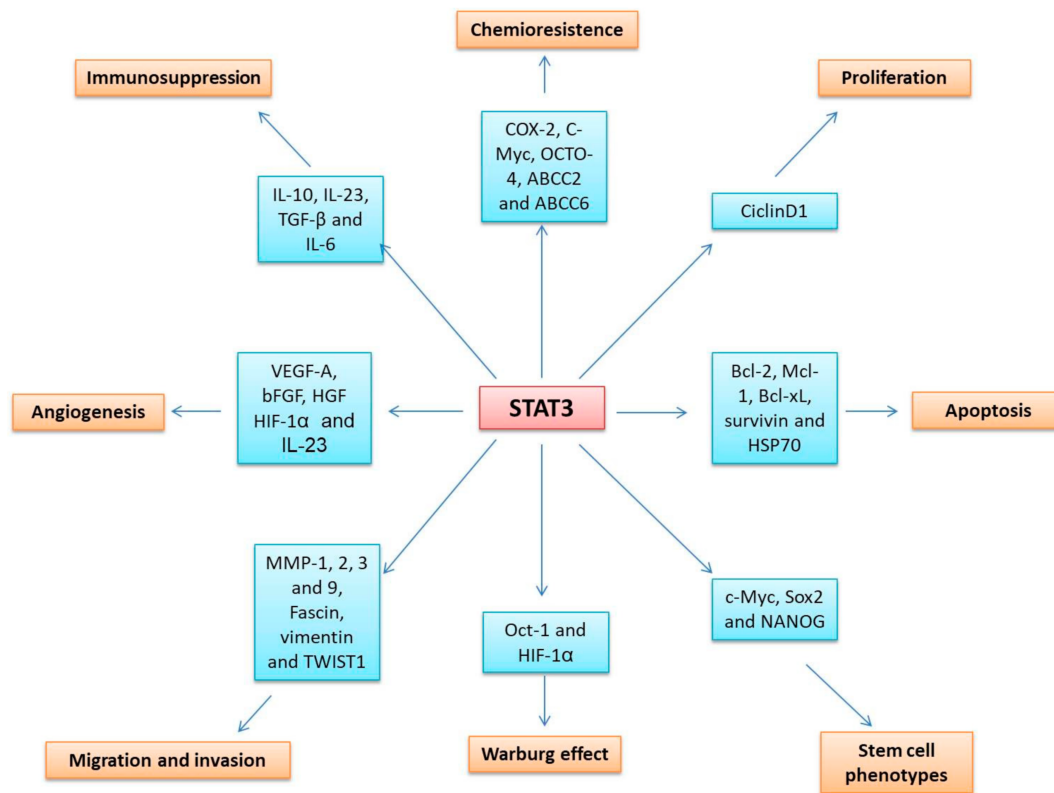 Chemioresistence
Immunosuppression
Proliferation
COX-2, C-
Myc, OCTO-
4, ABCC2
and ABCC6
IL-10, IL-23,
TGF-β and
IL-6
CiclinD1
VEGF-A,
bFGF, HGF
HIF-1α and
IL-23
Angiogenesis
STAT3
Bcl-2, Mcl-
1, Bcl-xL,
survivin and
HSP70
Apoptosis
MMP-1, 2, 3
and 9,
Fascin,
vimentin
and TWIST1
Oct-1 and
HIF-1α
c-Myc, Sox2
and NANOG
Migration and invasion
Warburg effect
Stem cell
phenotypes